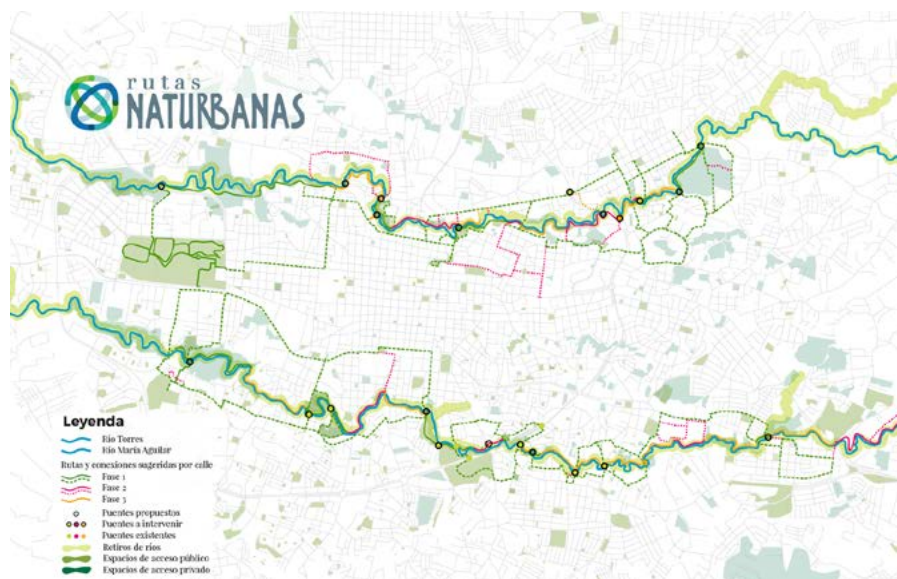 rutas
NATURBANAS
Leyenda
Río Torres
Río María Aguilar
Rutas y conexiones sugeridas por calle
Fase 1
Fase 2
Fase 3
Puentes propuestos
Puentes a intervenir
Puentes existentes
Retiros de ríos
Espacios de acceso público
Espacios de acceso privado